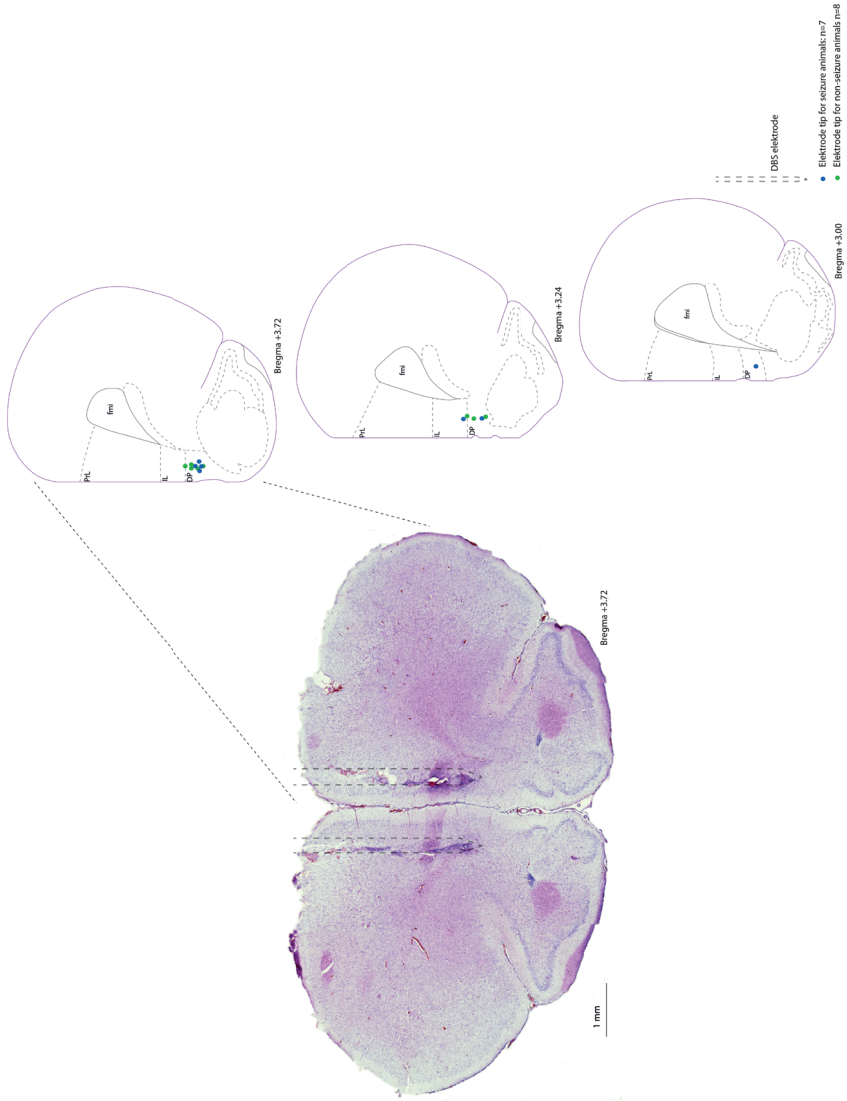 PrL
fmi
IL
DP
Bregma +3.72
PrL
fmi
IL
DP
Bregma +3.24
PrL
fmi
IL
DP
Bregma +3.00
DBS elektrode
Elektrode tip for seizure animals: n=7
Elektrode tip for non-seizure animals n=8
Bregma +3.72
1 mm